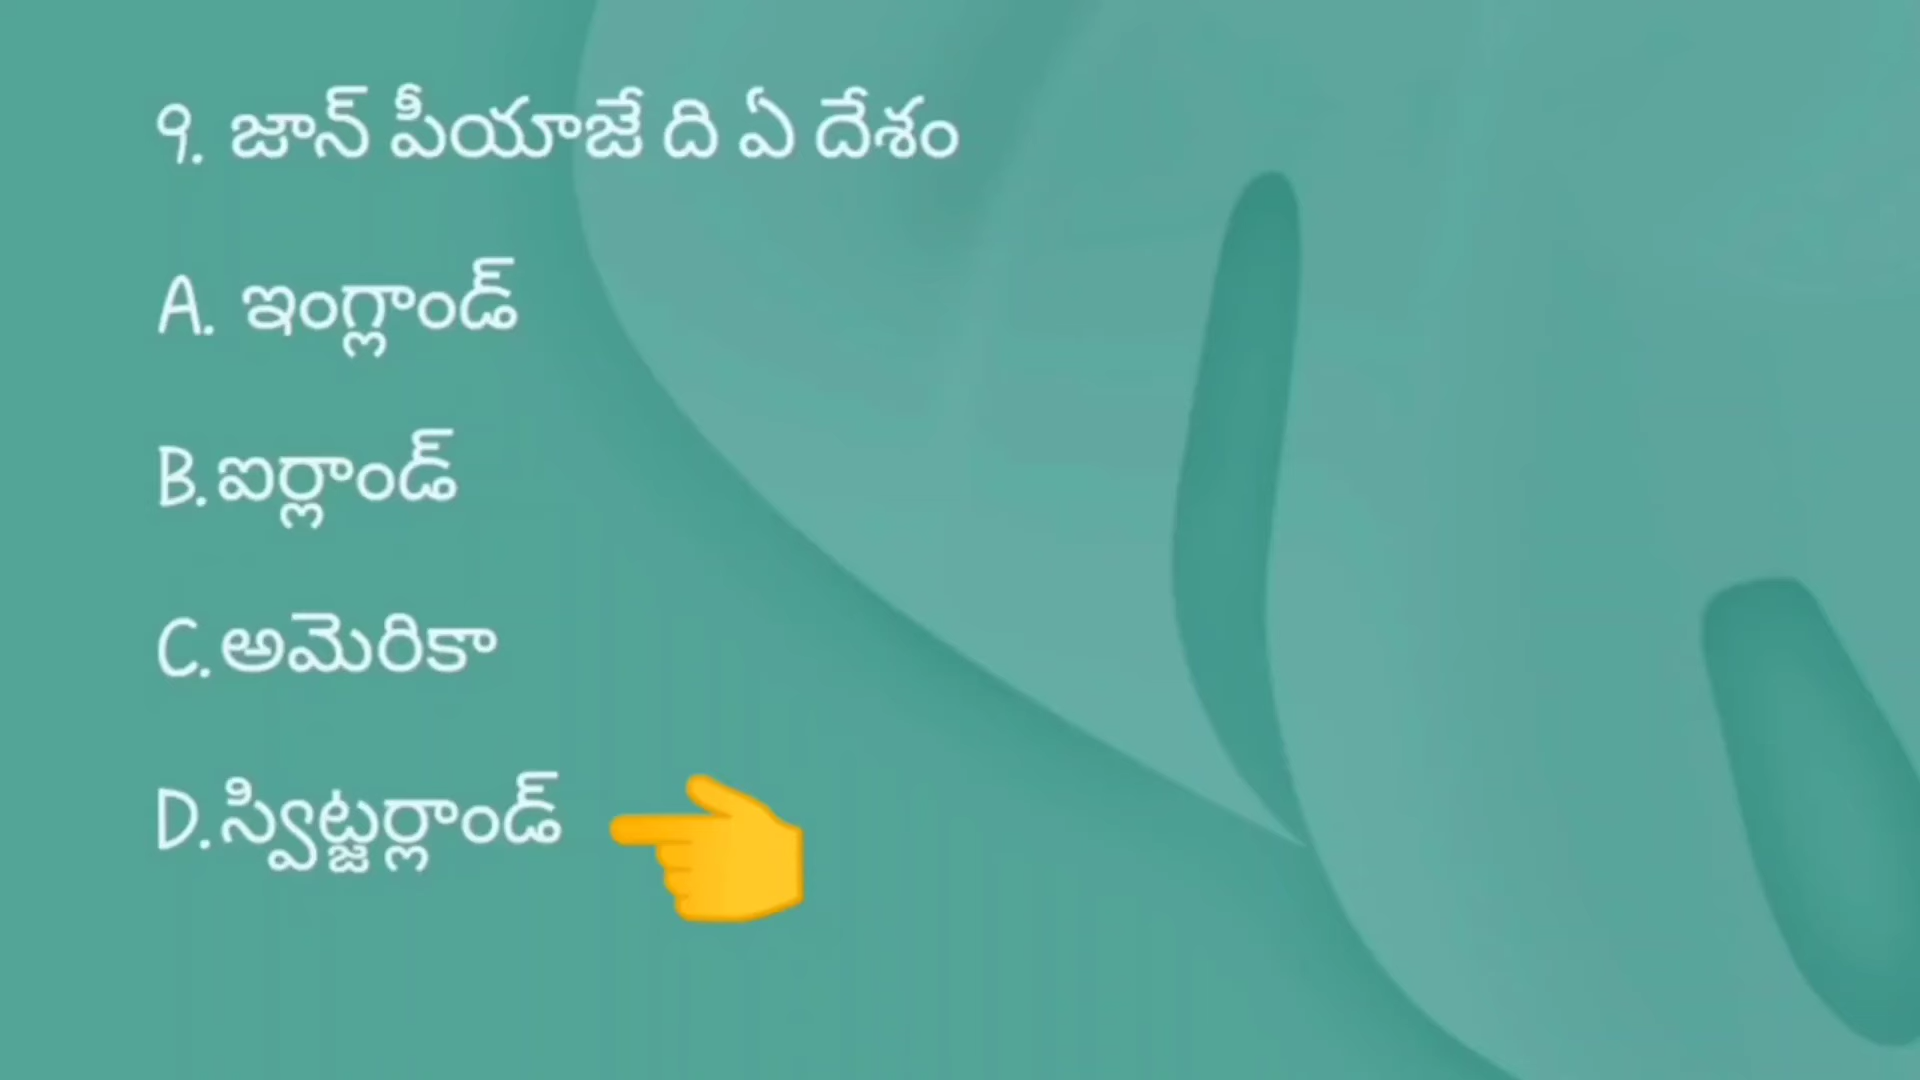 9. జాన్ పీయాజే ది ఏ దేశం
A. ఇంగ్లాండ్
B. ఐర్లాండ్
C. అమెరికా
D. స్విట్జర్లాండ్